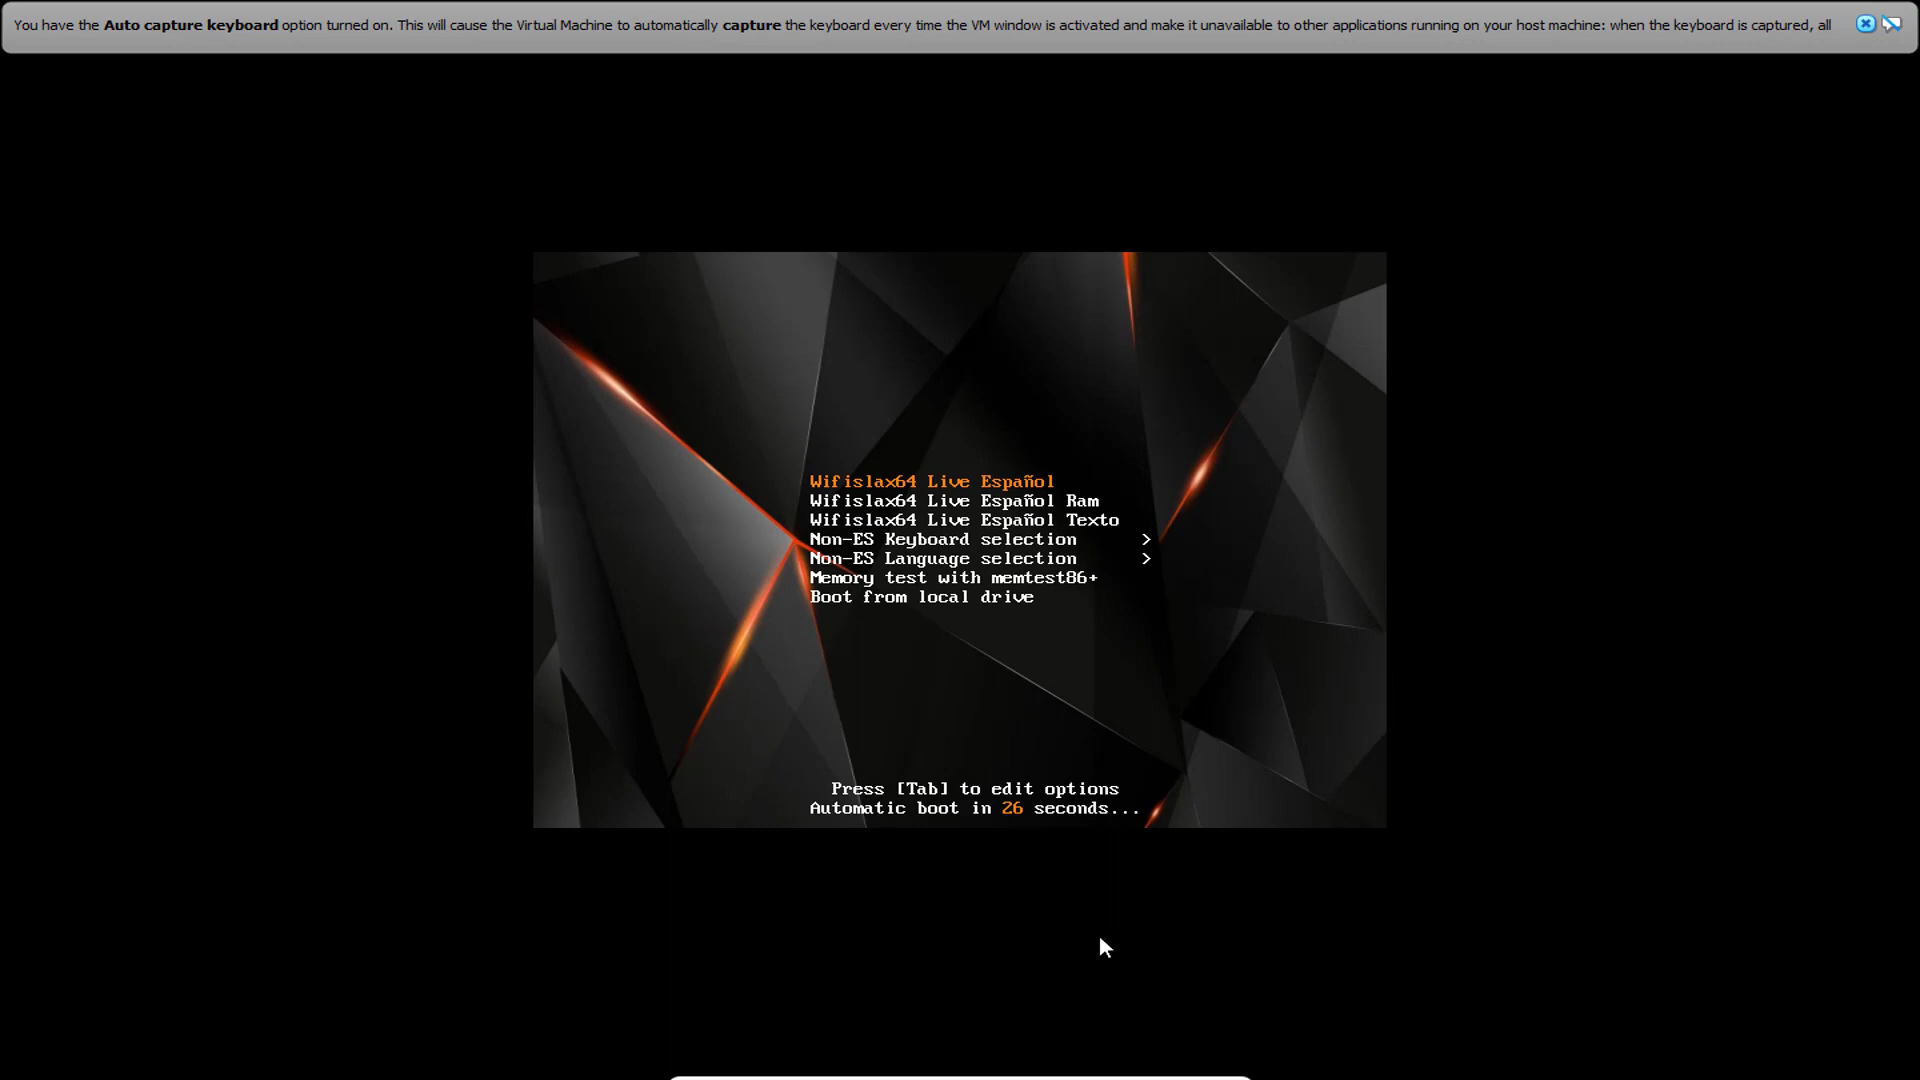 You have the Auto capture keyboard option turned on. This will cause the Virtual Machine to automatically capture the keyboard every time the VM window is activated and make it unavailable to other applications running on your host machine: when the keyboard is captured, all
Wifislax64 Live Español
Wifislax64 Live Español Ram
Wifislax64 Live Español Texto
Non-ES Keyboard selection >
Non-ES Language selection >
Memory test with memtest86+
Boot from local drive
Press [Tab] to edit options
Automatic boot in 26 seconds...